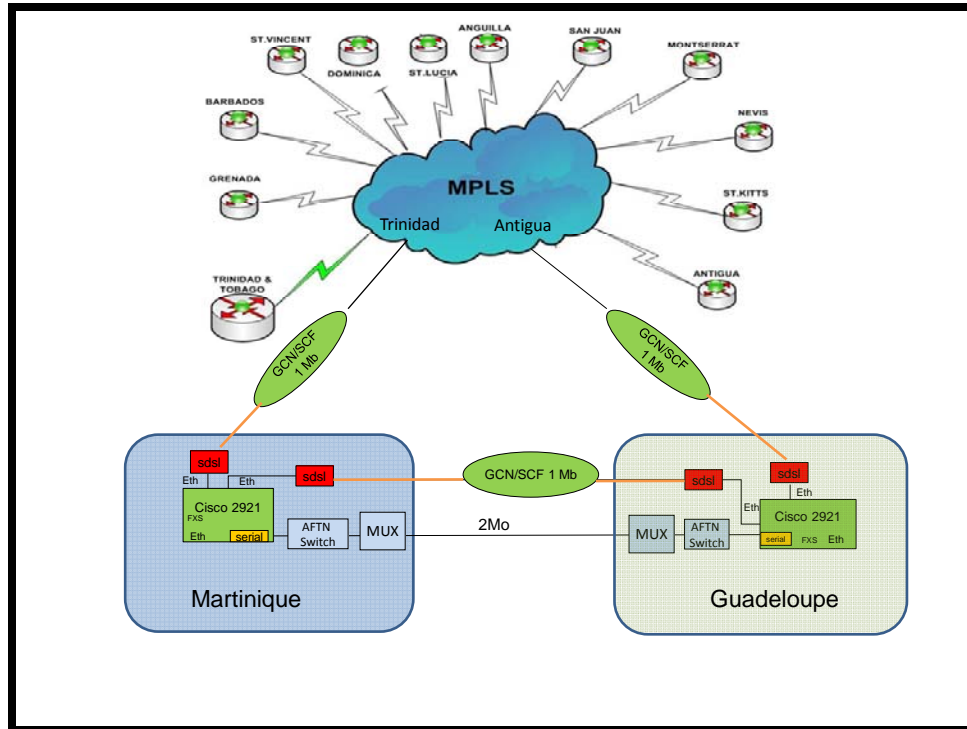 ST.VINCENT
DOMINICA
ST.LUCIA
ANGUILLA
SAN JUAN
MONTSERRAT
BARBADOS
NEVIS
GRENADA
ST.KITTS
MPLS
Trinidad
Antigua
TRINIDAD &
TOBAGO
ANTIGUA
GCN/SCF
1 Mb
GCN/SCF
1 Mb
sdsl
Eth
Eth
sdsl
Cisco 2921
FXS
Eth
serial
AFTN
Switch
MUX
Martinique
GCN/SCF 1 Mb
2Mo
sdsl
sdsl
Eth
Eth
Cisco 2921
serial
FXS
Eth
MUX
AFTN
Switch
Guadeloupe